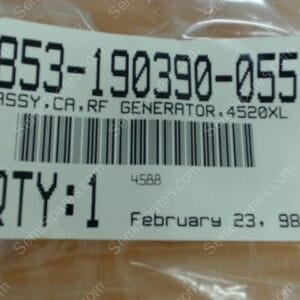 853-190390-055
ASSY,CA,RF GENERATOR,4520XL
4588
QTY:1
February 23, 98